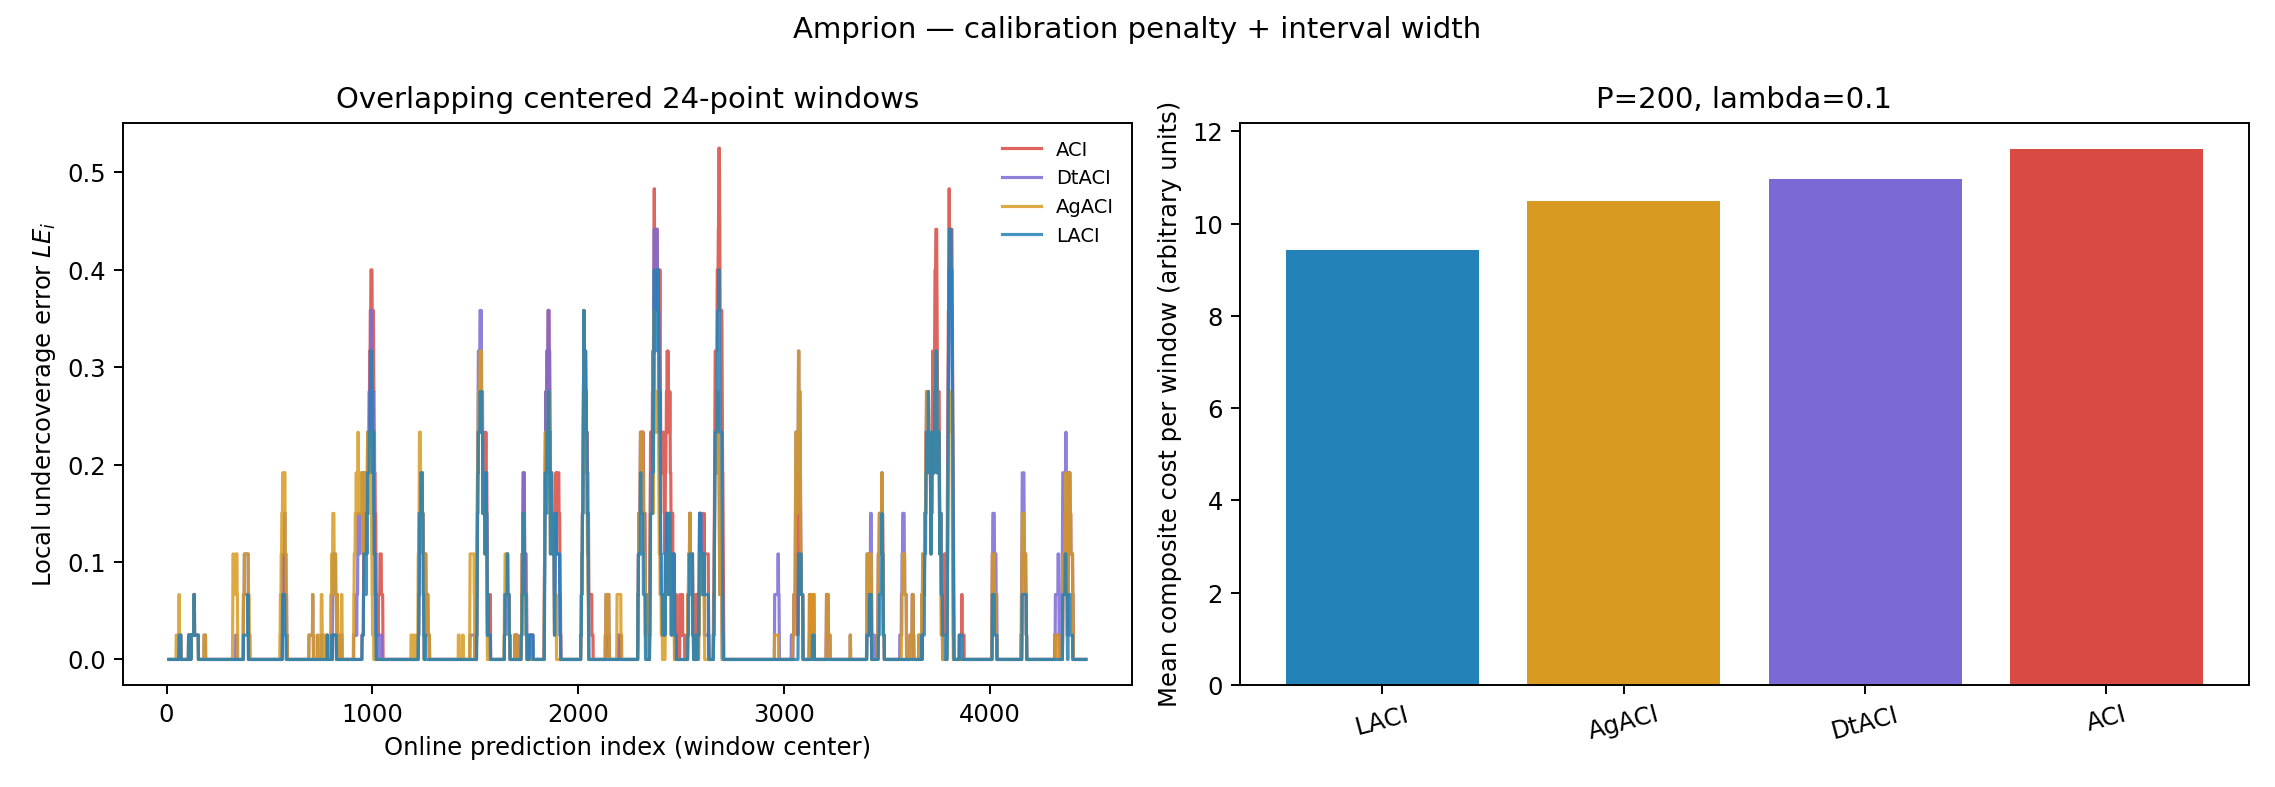 Amprion — calibration penalty + interval width
Overlapping centered 24-point windows
Local undercoverage error LEᵢ
0.5
0.4
0.3
0.2
0.1
0.0
ACI
DtACI
AgACI
LACI
0
1000
2000
3000
4000
Online prediction index (window center)
P=200, lambda=0.1
Mean composite cost per window (arbitrary units)
12
10
8
6
4
2
0
LACI
AgACI
DtACI
ACI